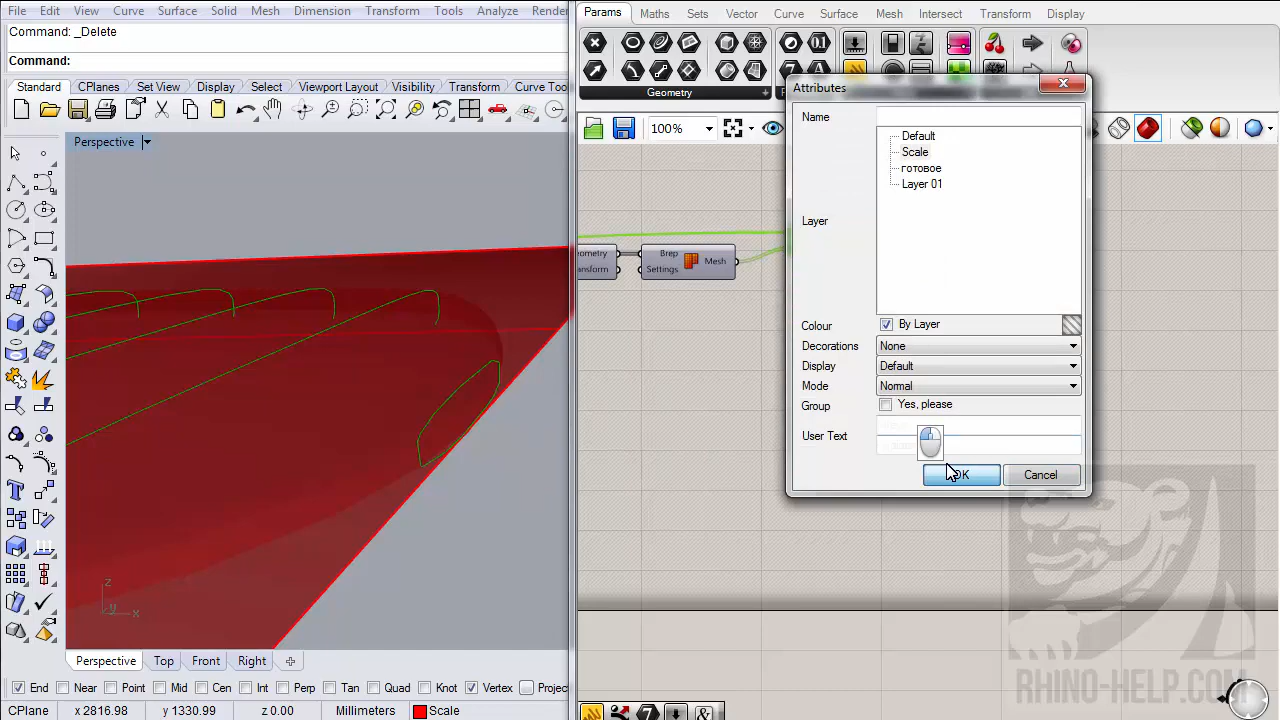 File Edit View Curve Surface Solid Mesh Dimension Transform Tools Analyze Render
Command: _Delete
Command:
Standard CPlanes Set View Display Select Viewport Layout Visibility Transform Curve Tools
Perspective
z
y x
Perspective Top Front Right
End Near Point Mid Cen Int Perp Tan Quad Knot Vertex Project
CPlane x 2816.98 y 1330.99 z 0.00 Millimeters Scale
Params Maths Sets Vector Curve Surface Mesh Intersect Transform Display
Geometry
100%
eometry
ansform
Brep
Settings
Mesh
Attributes
Name
Default
Scale
готовое
Layer 01
Layer
Colour By Layer
Decorations None
Display Default
Mode Normal
Group Yes, please
User Text
OK Cancel
RHINO-HELP.COM